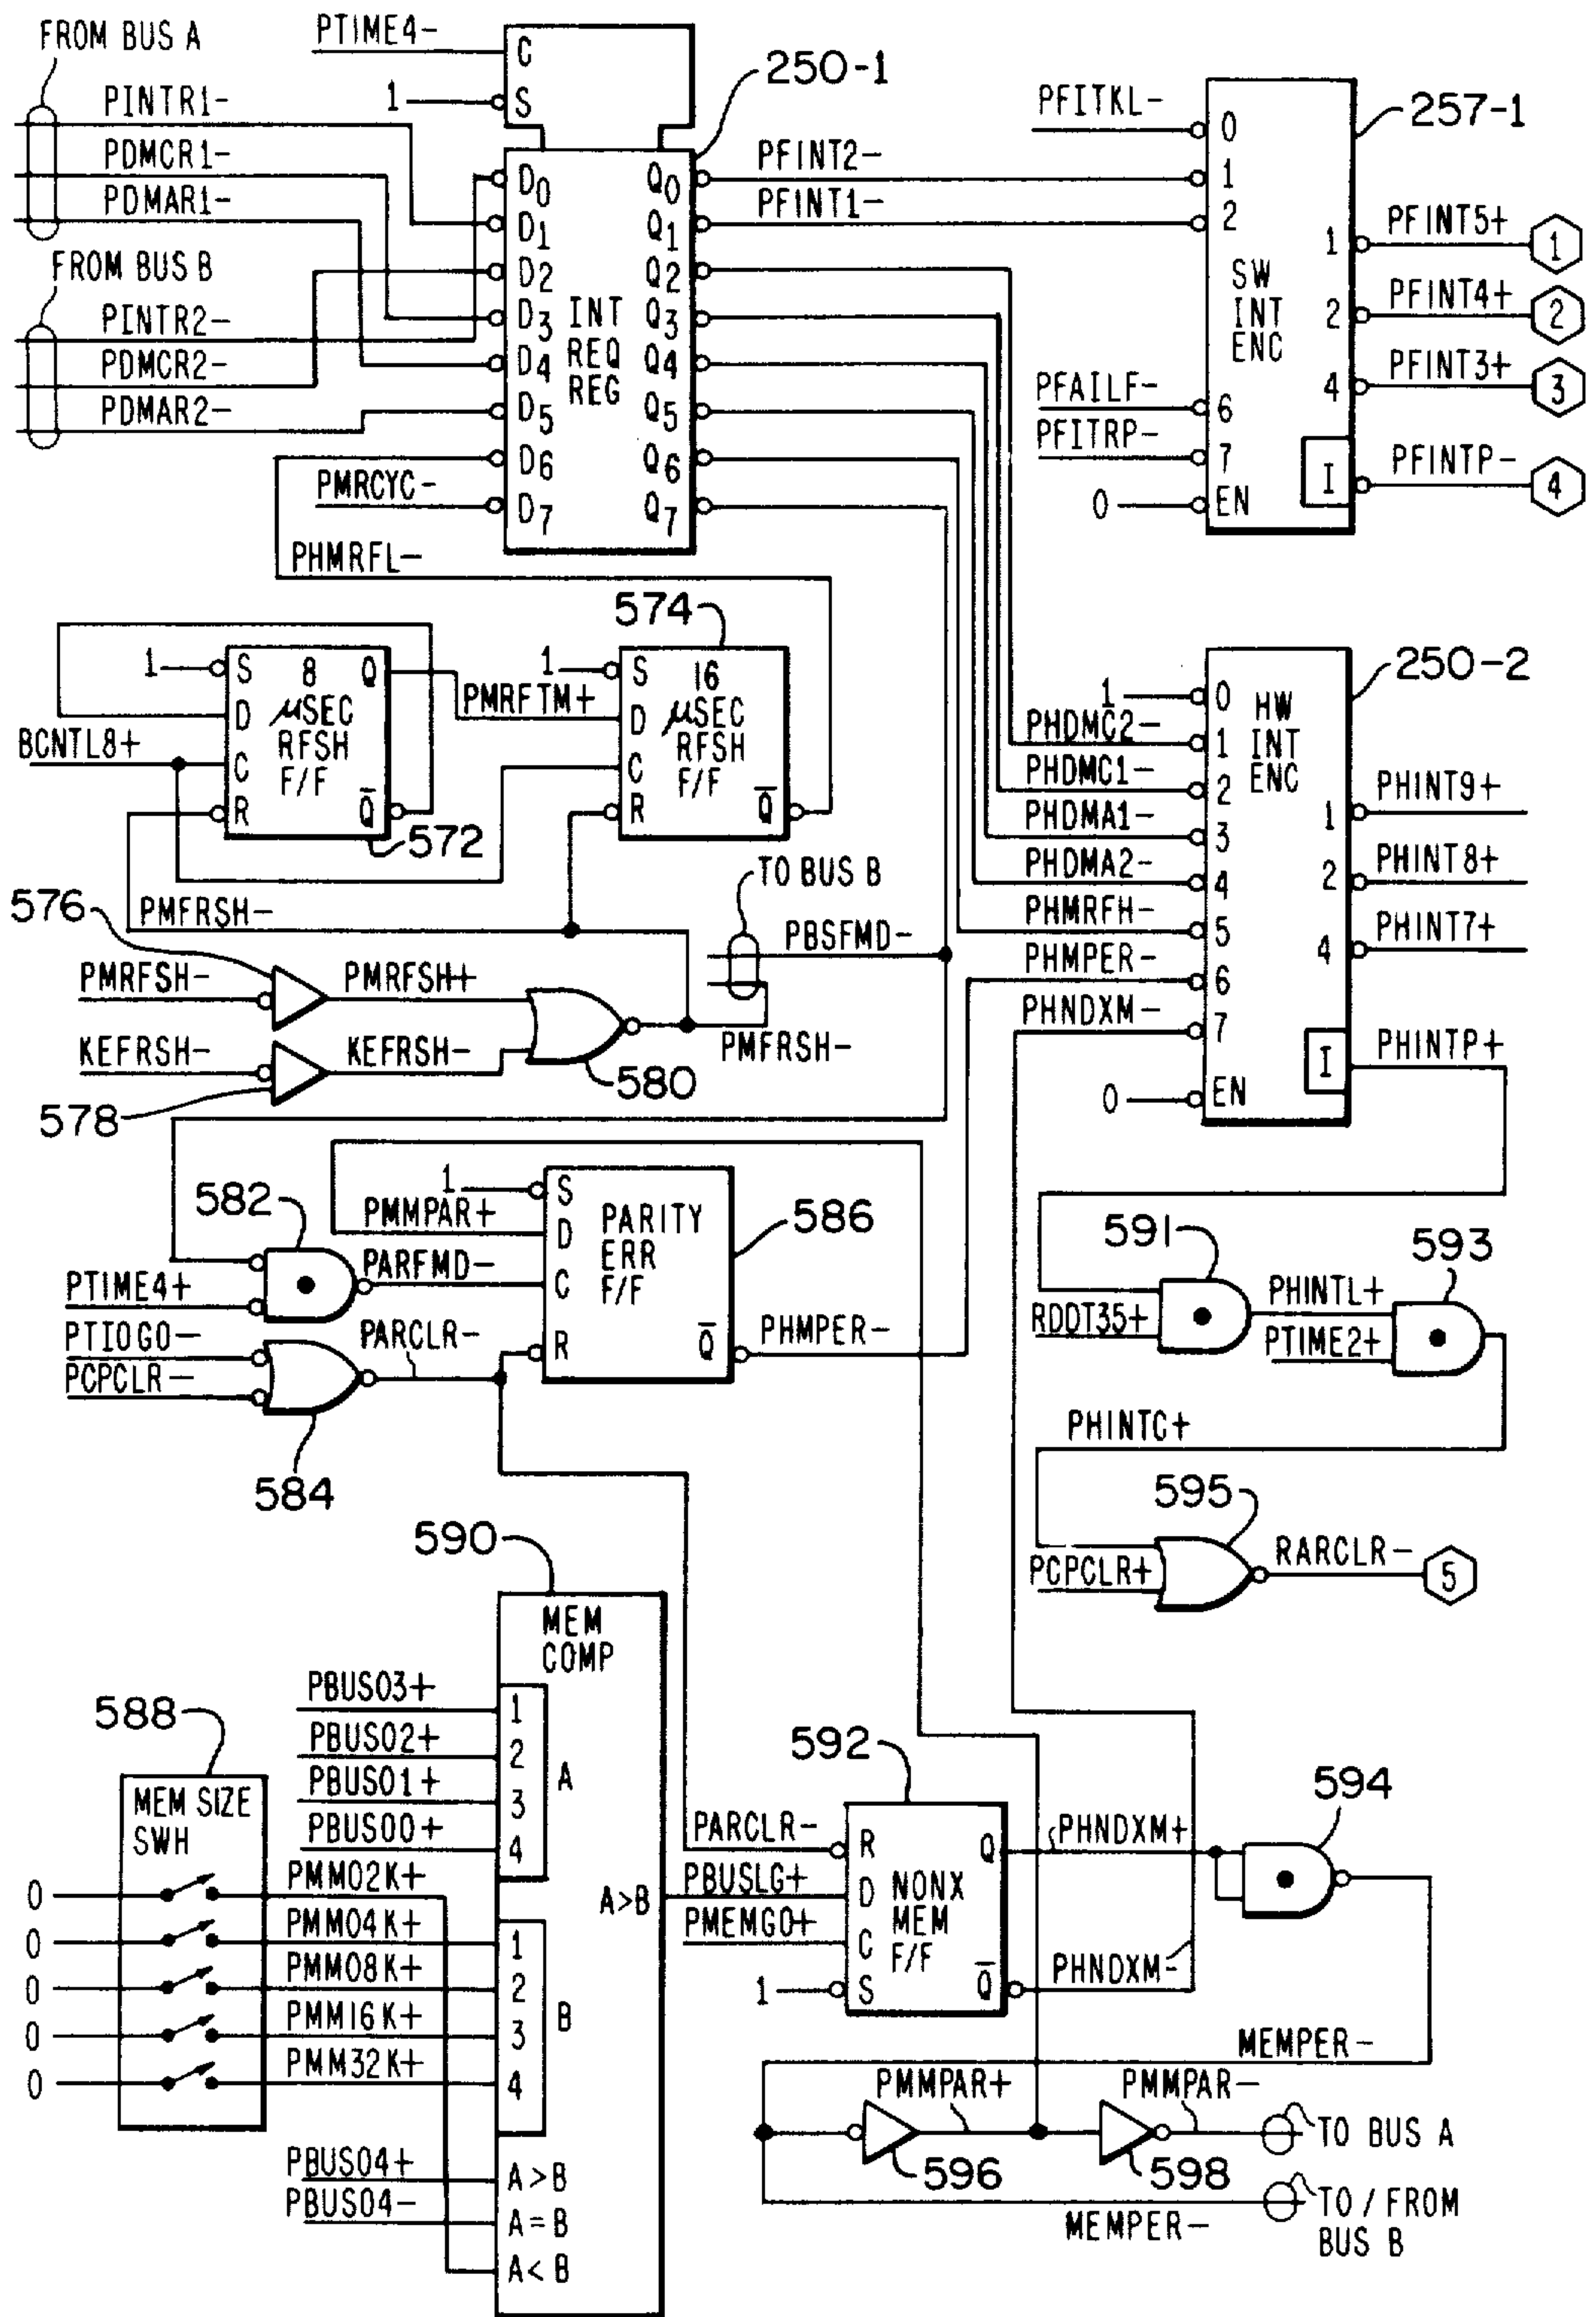 FROM BUS A
PTIME4-
C
1
S
250-1
PINTR1-
PDMCR1-
PDMAR1-
FROM BUS B
PINTR2-
PDMCR2-
PDMAR2-
PMRCYC-
PHMRFL-
D0
D1
D2
D3
D4
D5
D6
D7
INT
REQ
REG
Q0
Q1
Q2
Q3
Q4
Q5
Q6
Q7
PFINT2-
PFINT1-
PFITKL-
257-1
0
1
2
SW
INT
ENC
6
7
EN
PFAILF-
PFITRP-
0
1
2
4
I
PFINT5+
1
PFINT4+
2
PFINT3+
3
PFINTP-
4
1
S
D
C
R
8
µSEC
RFSH
F/F
Q
Q̅
572
BCNTL8+
PMRFTM+
574
1
S
D
C
R
16
µSEC
RFSH
F/F
Q̅
250-2
1
0
1
2
3
4
5
6
7
EN
0
HW
INT
ENC
1
2
4
I
PHDMC2-
PHDMC1-
PHDMA1-
PHDMA2-
PHMRFH-
PHMPER-
PHNDXM-
PHINT9+
PHINT8+
PHINT7+
PHINTP+
576
PMFRSH-
PMRFSH-
PMRFSH+
KEFRSH-
KEFRSH-
578
580
TO BUS B
PBSFMD-
PMFRSH-
582
PTIME4+
PTIOGO-
PCPCLR-
584
PMMPAR+
PARFMD-
PARCLR-
1
S
D
C
R
PARITY
ERR
F/F
Q̅
586
PHMPER-
591
RDDT35+
PHINTL+
PTIME2+
593
PHINTC+
595
PCPCLR+
RARCLR-
5
590
MEM
COMP
PBUS03+
PBUS02+
PBUS01+
PBUS00+
1
2
3
4
A
588
MEM SIZE
SWH
0
0
0
0
0
PMM02K+
PMM04K+
PMM08K+
PMM16K+
PMM32K+
1
2
3
4
B
A>B
PBUS04+
PBUS04-
A>B
A=B
A<B
592
PARCLR-
PBUSLG+
PMEMGO+
1
R
D
C
S
NONX
MEM
F/F
Q
Q̅
PHNDXM+
PHNDXM-
594
MEMPER-
PMMPAR+
PMMPAR-
596
598
TO BUS A
MEMPER-
TO / FROM
BUS B